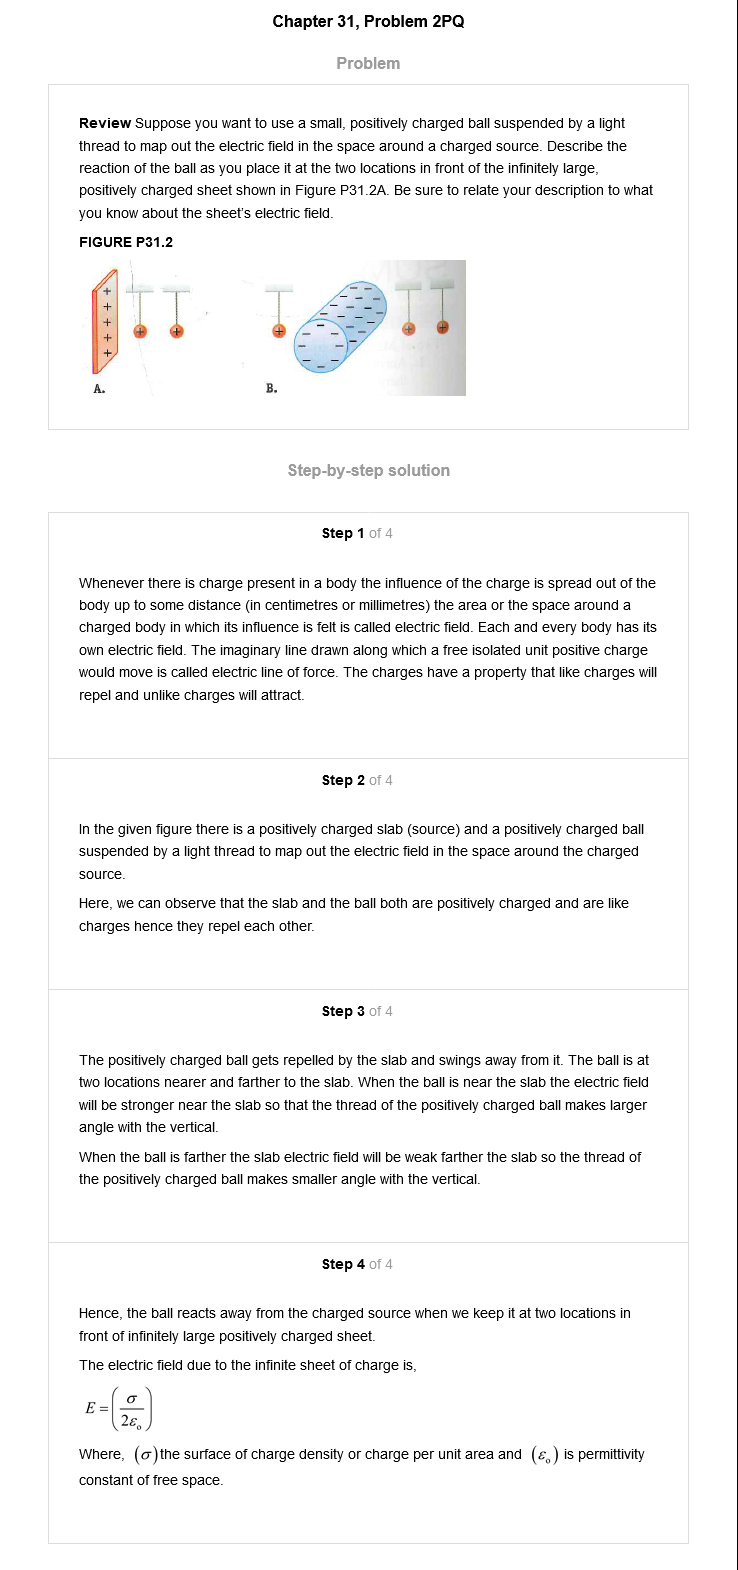 Chapter 31, Problem 2PQ
Problem
Review Suppose you want to use a small, positively charged ball suspended by a light
thread to map out the electric field in the space around a charged source. Describe the
reaction of the ball as you place it at the two locations in front of the infinitely large,
positively charged sheet shown in Figure P31.2A. Be sure to relate your description to what
you know about the sheet's electric field.
FIGURE P31.2
A.
B.
Step-by-step solution
Step 1 of 4
Whenever there is charge present in a body the influence of the charge is spread out of the
body up to some distance (in centimetres or millimetres) the area or the space around a
charged body in which its influence is felt is called electric field. Each and every body has its
own electric field. The imaginary line drawn along which a free isolated unit positive charge
would move is called electric line of force. The charges have a property that like charges will
repel and unlike charges will attract.
Step 2 of 4
In the given figure there is a positively charged slab (source) and a positively charged ball
suspended by a light thread to map out the electric field in the space around the charged
source.
Here, we can observe that the slab and the ball both are positively charged and are like
charges hence they repel each other.
Step 3 of 4
The positively charged ball gets repelled by the slab and swings away from it. The ball is at
two locations nearer and farther to the slab. When the ball is near the slab the electric field
will be stronger near the slab so that the thread of the positively charged ball makes larger
angle with the vertical.
When the ball is farther the slab electric field will be weak farther the slab so the thread of
the positively charged ball makes smaller angle with the vertical.
Step 4 of 4
Hence, the ball reacts away from the charged source when we keep it at two locations in
front of infinitely large positively charged sheet.
The electric field due to the infinite sheet of charge is,
E = (σ / 2ε₀)
Where, (σ) the surface of charge density or charge per unit area and (ε₀) is permittivity
constant of free space.